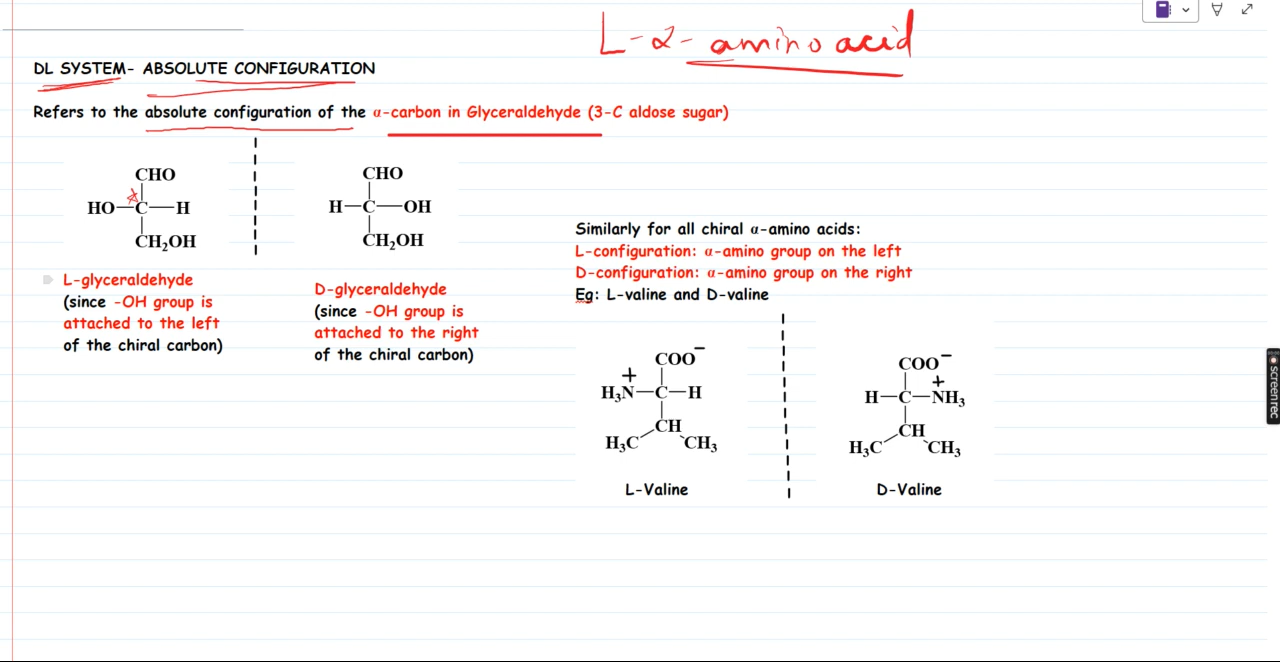 L-α-amino acid
DL SYSTEM- ABSOLUTE CONFIGURATION
Refers to the absolute configuration of the α-carbon in Glyceraldehyde (3-C aldose sugar)
CHO
HO-C-H
CH₂OH
L-glyceraldehyde
(since -OH group is
attached to the left
of the chiral carbon)
CHO
H-C-OH
CH₂OH
D-glyceraldehyde
(since -OH group is
attached to the right
of the chiral carbon)
Similarly for all chiral α-amino acids:
L-configuration: α-amino group on the left
D-configuration: α-amino group on the right
Eg: L-valine and D-valine
COO⁻
+
H₃N-C-H
CH
H₃C CH₃
L-Valine
COO⁻
+
H-C-NH₃
CH
H₃C CH₃
D-Valine
screenrec